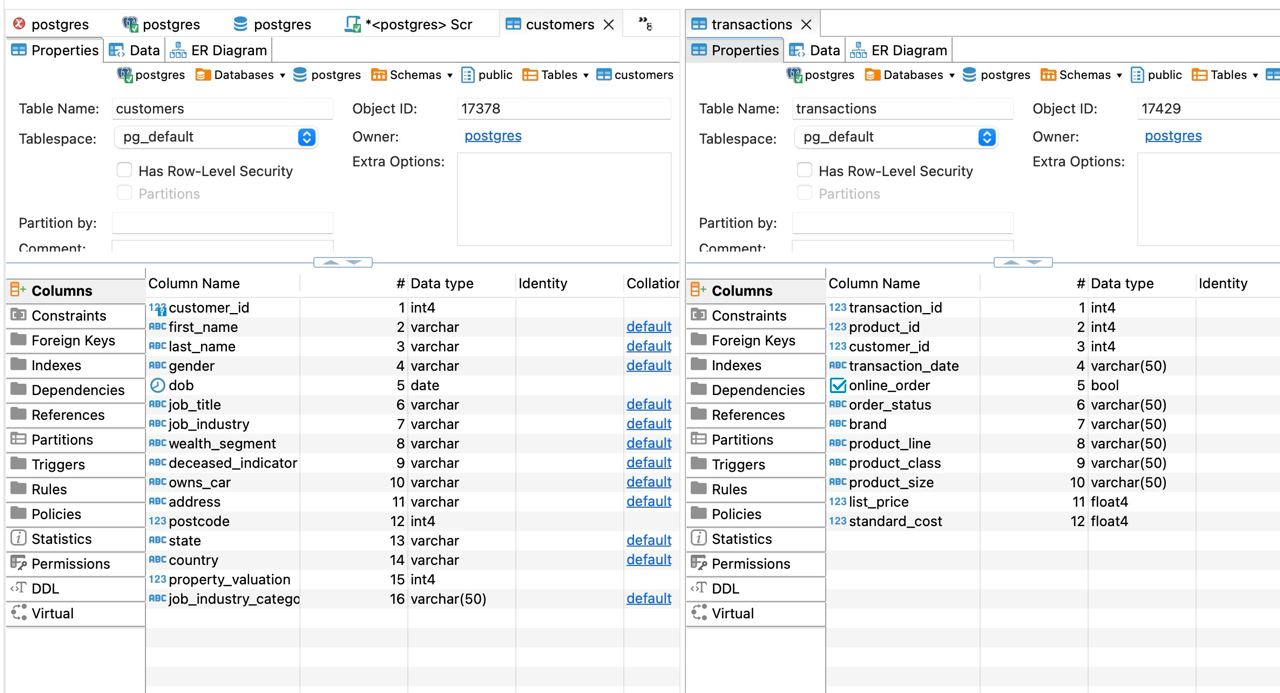 postgres postgres postgres *<postgres> Scr customers
Properties Data ER Diagram
postgre Databases postgres Schemas public Tables customers
Table Name: customers Object ID: 17378
Tablespace: pg_default Owner: postgres
Extra Options:
Has Row-Level Security
Partitions
Partition by:
Comment:
Columns
Constraints
Foreign Keys
Indexes
Dependencies
References
Partitions
Triggers
Rules
Policies
Statistics
Permissions
DDL
Virtual
Column Name # Data type Identity Collation
123 customer_id 1 int4
ABC first_name 2 varchar default
ABC last_name 3 varchar default
ABC gender 4 varchar default
dob 5 date
ABC job_title 6 varchar default
ABC job_industry 7 varchar default
ABC wealth_segment 8 varchar default
ABC deceased_indicator 9 varchar default
ABC owns_car 10 varchar default
ABC address 11 varchar default
123 postcode 12 int4
ABC state 13 varchar default
ABC country 14 varchar default
123 property_valuation 15 int4
ABC job_industry_catego 16 varchar(50) default
transactions
Properties Data ER Diagram
postgres Databases postgres Schemas public Tables
Table Name: transactions Object ID: 17429
Tablespace: pg_default Owner: postgres
Extra Options:
Has Row-Level Security
Partitions
Partition by:
Comment:
Columns
Constraints
Foreign Keys
Indexes
Dependencies
References
Partitions
Triggers
Rules
Policies
Statistics
Permissions
DDL
Virtual
Column Name # Data type Identity
123 transaction_id 1 int4
123 product_id 2 int4
123 customer_id 3 int4
ABC transaction_date 4 varchar(50)
online_order 5 bool
ABC order_status 6 varchar(50)
ABC brand 7 varchar(50)
ABC product_line 8 varchar(50)
ABC product_class 9 varchar(50)
ABC product_size 10 varchar(50)
123 list_price 11 float4
123 standard_cost 12 float4